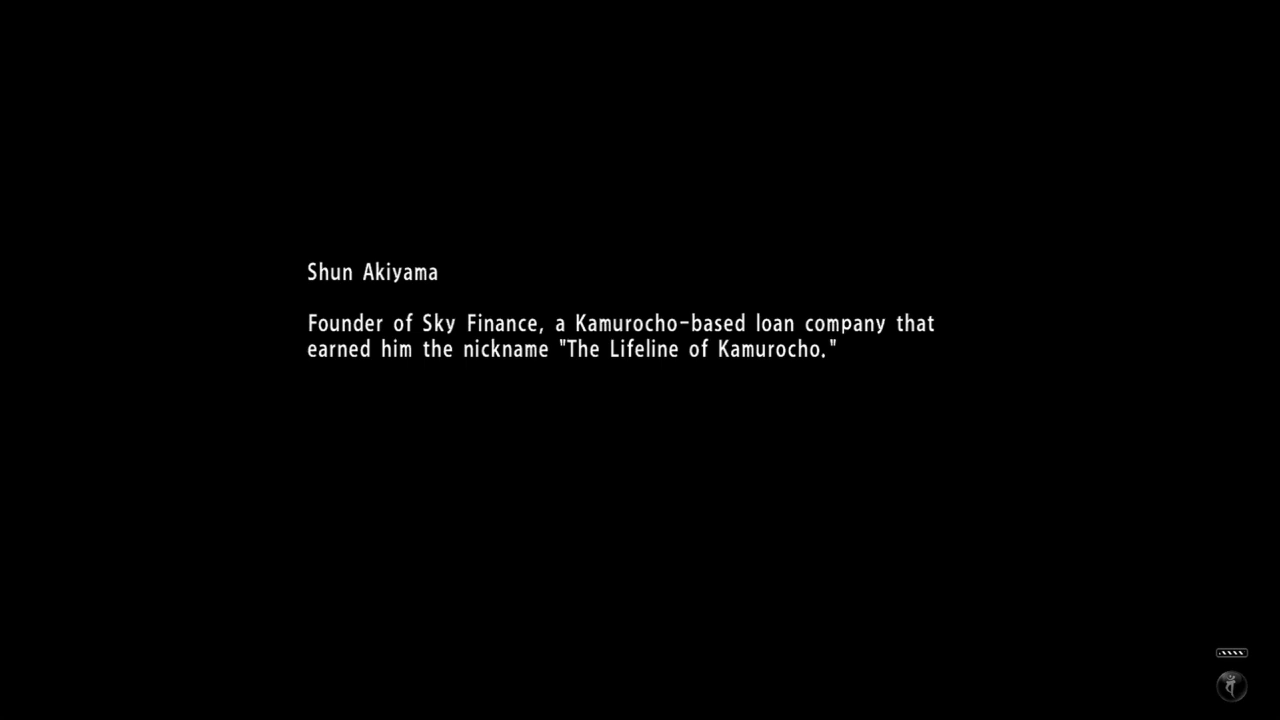 Shun Akiyama
Founder of Sky Finance, a Kamurocho-based loan company that
earned him the nickname "The Lifeline of Kamurocho."